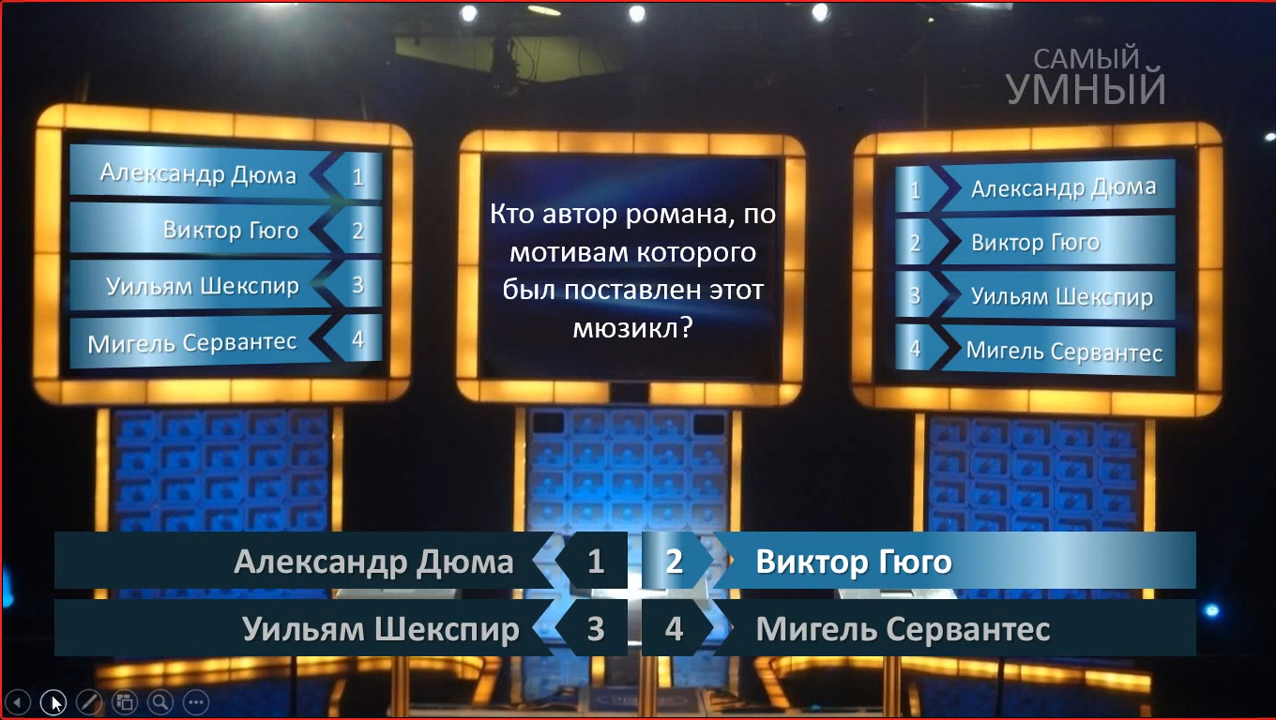 САМЫЙ
УМНЫЙ
Александр Дюма 1
Виктор Гюго 2
Уильям Шекспир 3
Мигель Сервантес 4
Кто автор романа, по
мотивам которого
был поставлен этот
мюзикл?
1 Александр Дюма
2 Виктор Гюго
3 Уильям Шекспир
4 Мигель Сервантес
Александр Дюма 1
2 Виктор Гюго
Уильям Шекспир 3
4 Мигель Сервантес